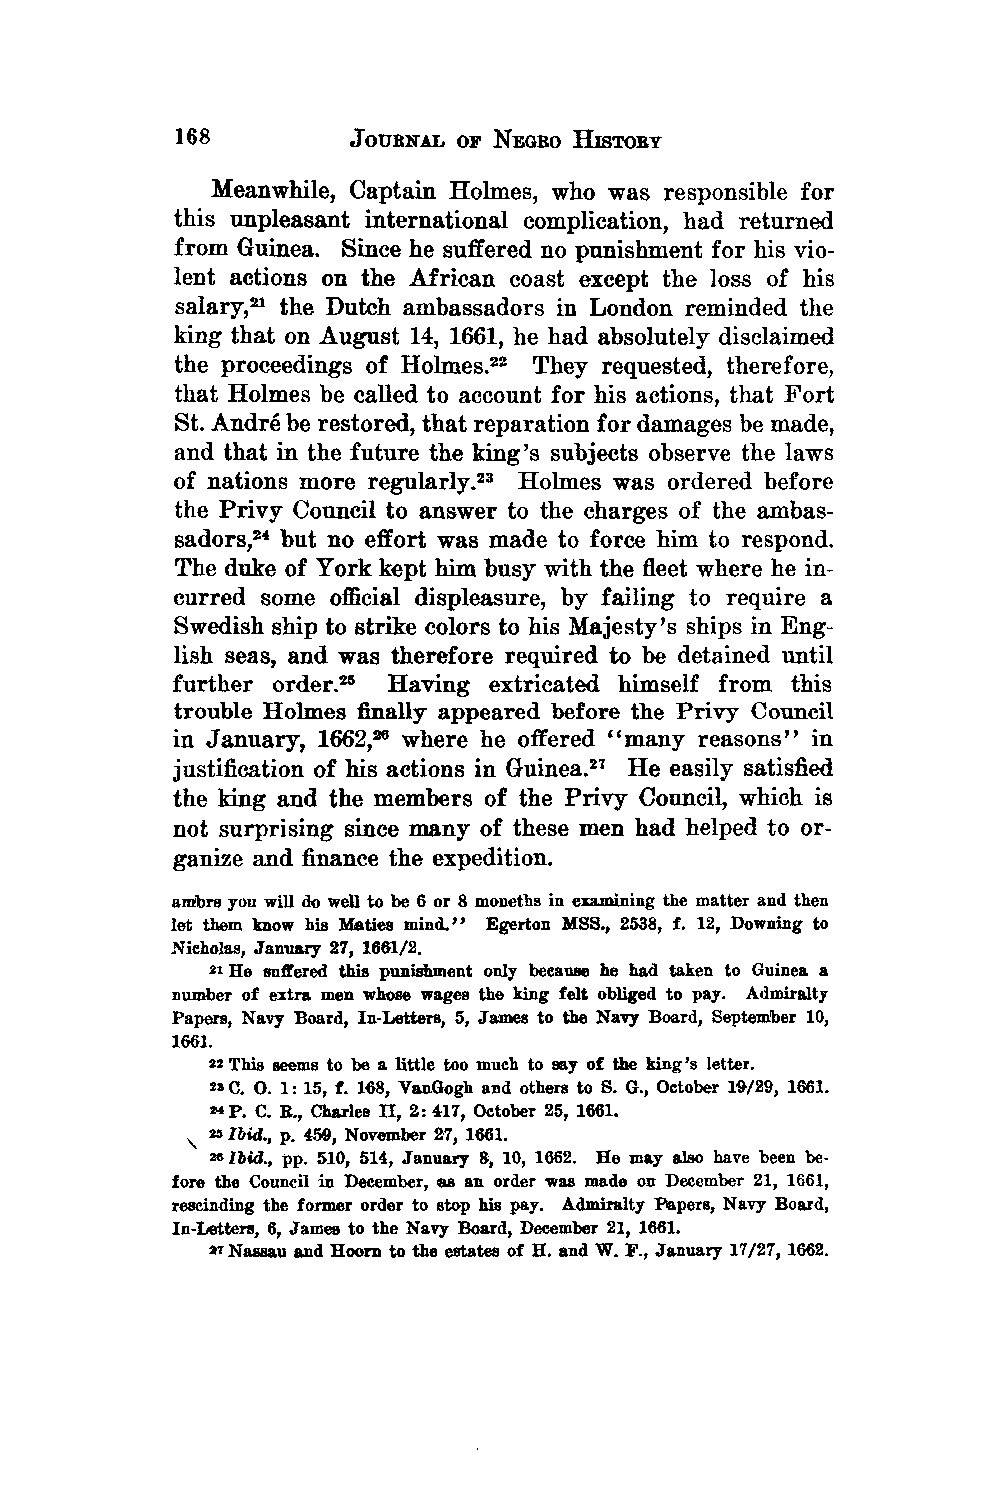 168 JOURNAL OF NEGRO HISTORY
Meanwhile, Captain Holmes, who was responsible for
this unpleasant international complication, had returned
from Guinea. Since he suffered no punishment for his vio-
lent actions on the African coast except the loss of his
salary,²¹ the Dutch ambassadors in London reminded the
king that on August 14, 1661, he had absolutely disclaimed
the proceedings of Holmes.²² They requested, therefore,
that Holmes be called to account for his actions, that Fort
St. André be restored, that reparation for damages be made,
and that in the future the king's subjects observe the laws
of nations more regularly.²³ Holmes was ordered before
the Privy Council to answer to the charges of the ambas-
sadors,²⁴ but no effort was made to force him to respond.
The duke of York kept him busy with the fleet where he in-
curred some official displeasure, by failing to require a
Swedish ship to strike colors to his Majesty's ships in Eng-
lish seas, and was therefore required to be detained until
further order.²⁵ Having extricated himself from this
trouble Holmes finally appeared before the Privy Council
in January, 1662,²⁶ where he offered "many reasons" in
justification of his actions in Guinea.²⁷ He easily satisfied
the king and the members of the Privy Council, which is
not surprising since many of these men had helped to or-
ganize and finance the expedition.
ambrs you will do well to be 6 or 8 moneths in examining the matter and then
let them know his Maties mind." Egerton MSS., 2538, f. 12, Downing to
Nicholas, January 27, 1661/2.
²¹ He suffered this punishment only because he had taken to Guinea a
number of extra men whose wages the king felt obliged to pay. Admiralty
Papers, Navy Board, In-Letters, 5, James to the Navy Board, September 10,
1661.
²² This seems to be a little too much to say of the king's letter.
²³ C. O. 1: 15, f. 168, VanGogh and others to S. G., October 19/29, 1661.
²⁴ P. C. R., Charles II, 2: 417, October 25, 1661.
²⁵ Ibid., p. 459, November 27, 1661.
²⁶ Ibid., pp. 510, 514, January 8, 10, 1662. He may also have been be-
fore the Council in December, as an order was made on December 21, 1661,
rescinding the former order to stop his pay. Admiralty Papers, Navy Board,
In-Letters, 6, James to the Navy Board, December 21, 1661.
²⁷ Nassau and Hoorn to the estates of H. and W. F., January 17/27, 1662.